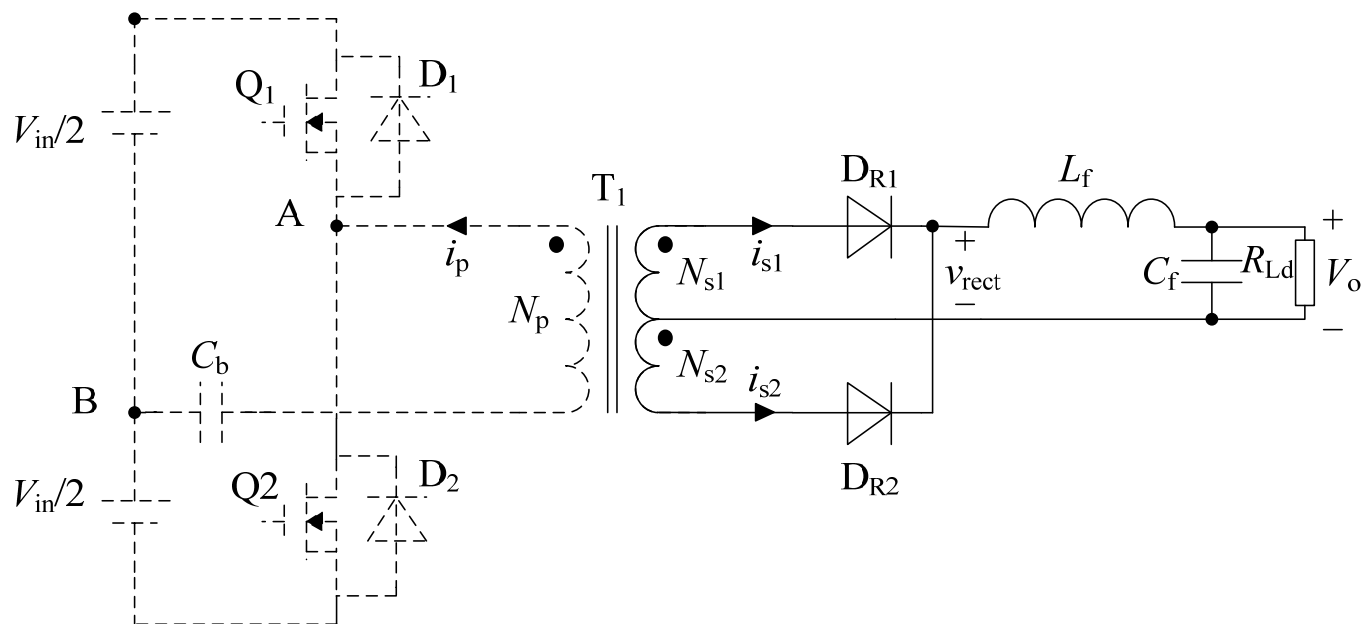 Q1
D1
Vin/2
A
T1
DR1
Lf
ip
is1
+
vrect
−
Ns1
Np
Cf
RLd
+
Vo
−
Cb
B
Ns2
is2
DR2
Vin/2
Q2
D2